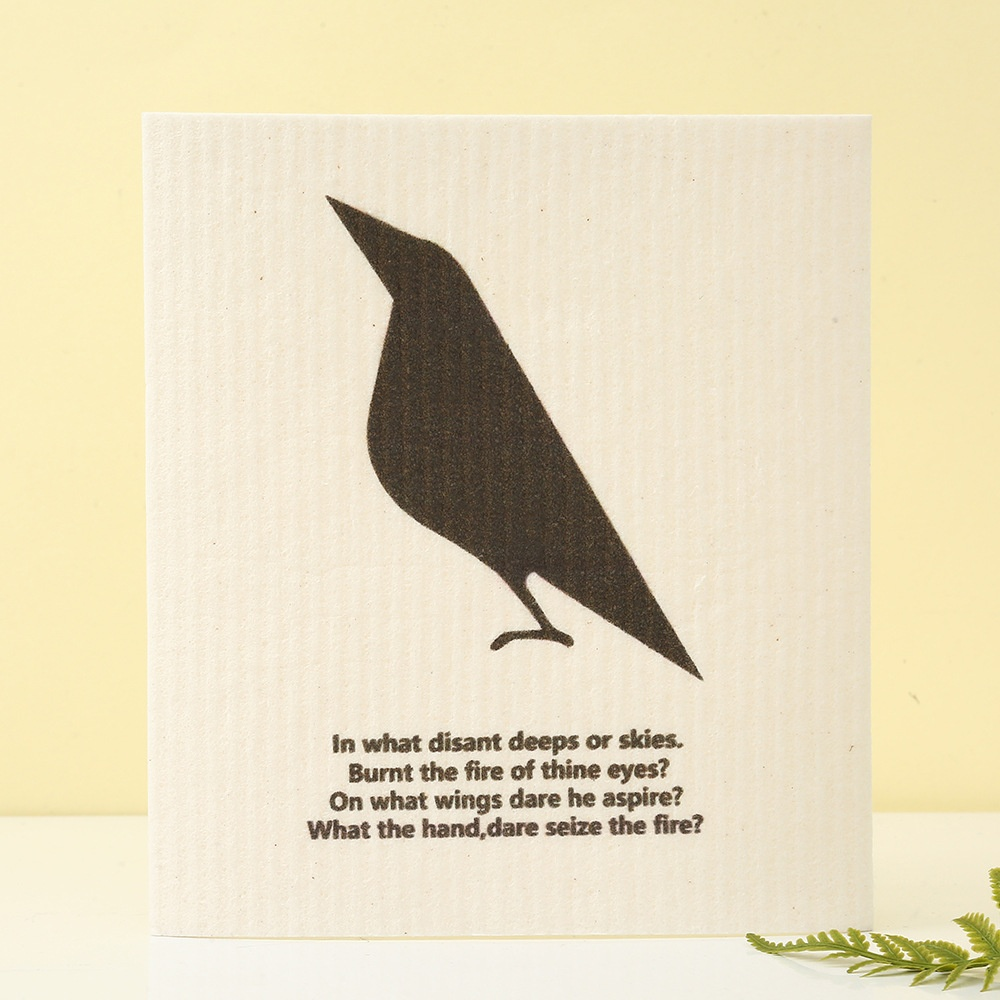 In what disant deeps or skies.
Burnt the fire of thine eyes?
On what wings dare he aspire?
What the hand,dare seize the fire?